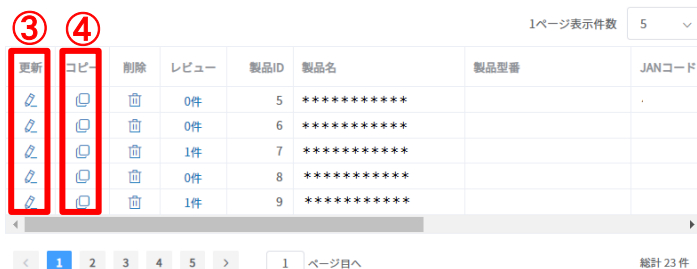 1ページ表示件数 5
③ ④
更新 コピー 削除 レビュー 製品ID 製品名 製品型番 JANコード
0件 5 ***********
0件 6 ***********
1件 7 ***********
0件 8 ***********
1件 9 ***********
< 1 2 3 4 5 > 1 ページ目へ 総計 23 件